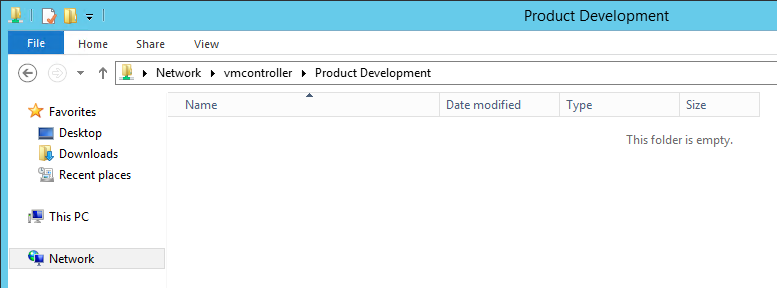 Product Development
File Home Share View
Network vmcontroller Product Development
Name Date modified Type Size
This folder is empty.
Favorites
Desktop
Downloads
Recent places
This PC
Network